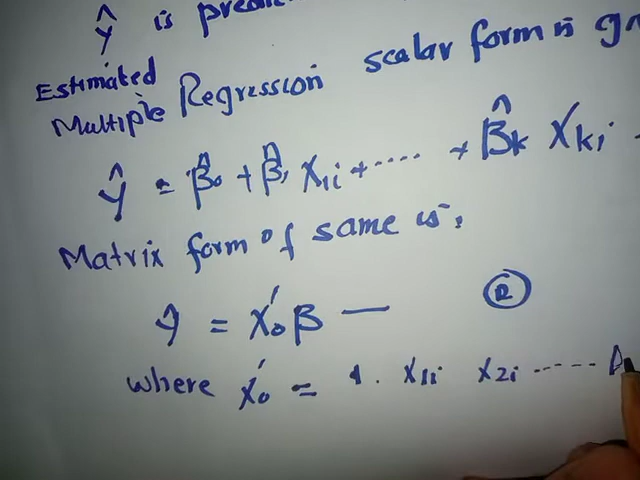 Ŷ is
Estimated
Multiple Regression scalar form is
Ŷ = β̂₀ + β̂₁ X₁ᵢ + .... + β̂ₖ Xₖᵢ
Matrix form of same is:
ŷ = X₀′β — ②
where X₀′ = 1. X₁ᵢ X₂ᵢ ------